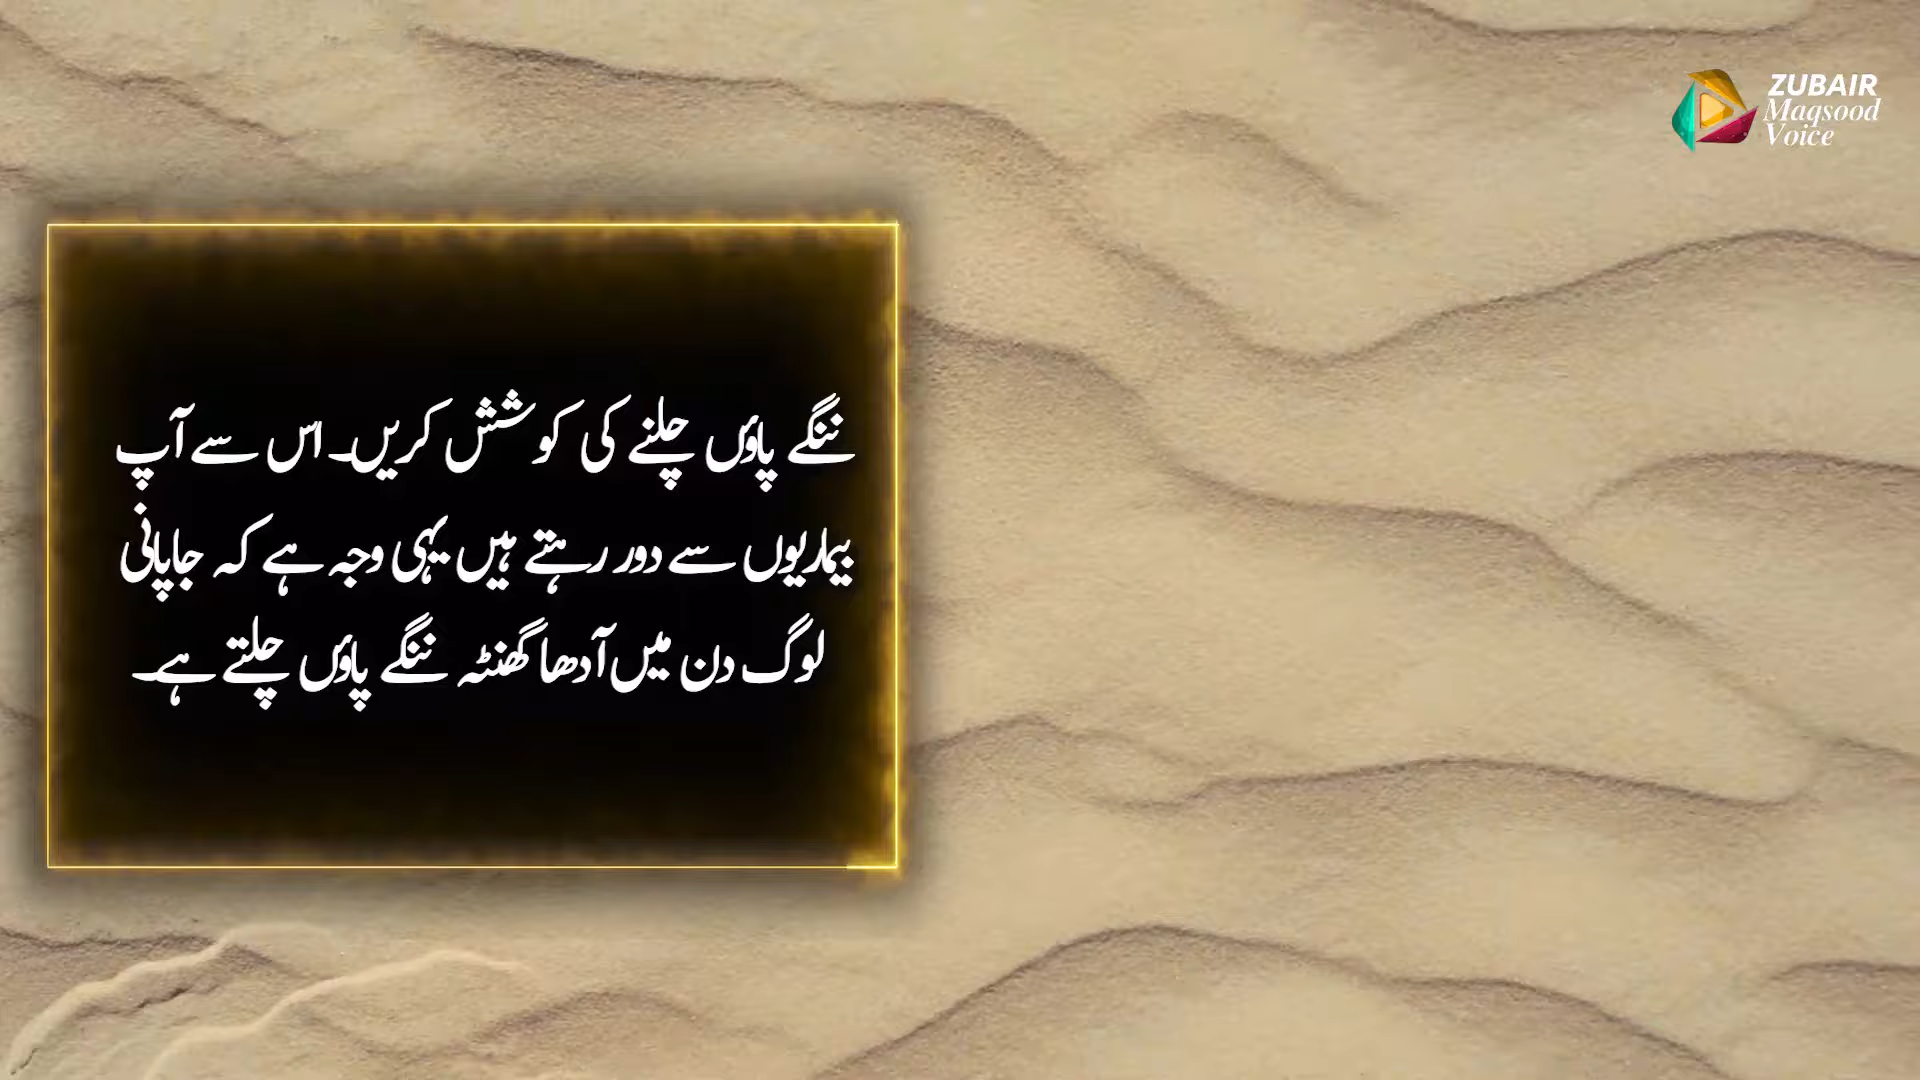 ZUBAIR
Maqsood
Voice
ننگے پاؤں چلنے کی کوشش کریں۔ اس سے آپ
بیماریوں سے دور رہتے ہیں یہی وجہ ہے کہ جاپانی
لوگ دن میں آدھا گھنٹہ ننگے پاؤں چلتے ہے۔